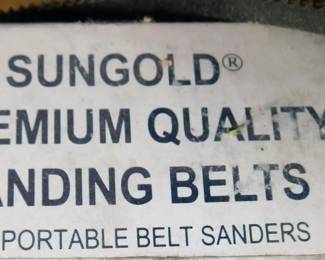 SUNGOLD®
EMIUM QUALITY
ANDING BELTS
PORTABLE BELT SANDERS